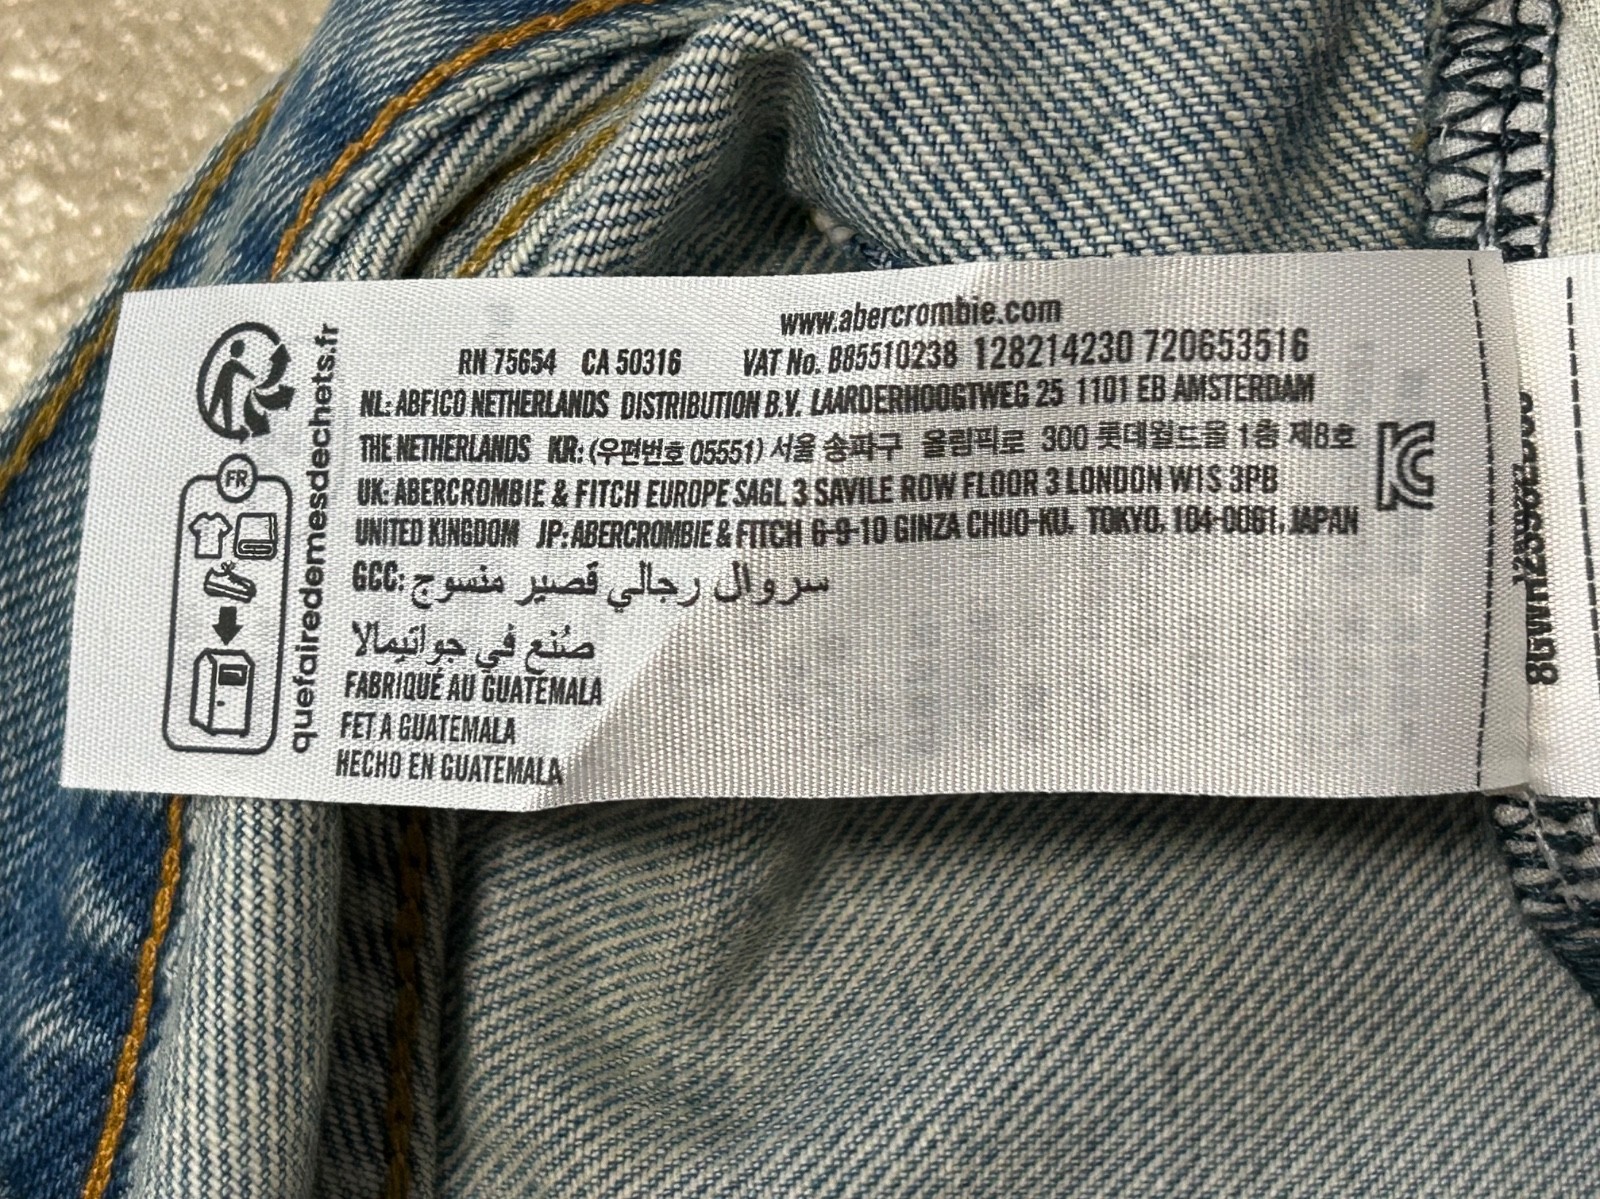 www.abercrombie.com
RN 75654 CA 50316 VAT No. B85510238 128214230 720653516
NL: ABFICO NETHERLANDS DISTRIBUTION B.V. LAARDERHOOGTWEG 25 1101 EB AMSTERDAM
THE NETHERLANDS KR: (우편번호 05551) 서울 송파구 올림픽로 300 롯데월드몰 1층 제8호
UK: ABERCROMBIE & FITCH EUROPE SAGL 3 SAVILE ROW FLOOR 3 LONDON W1S 3PB
UNITED KINGDOM JP: ABERCROMBIE & FITCH 6-9-10 GINZA CHUO-KU, TOKYO, 104-0061, JAPAN
GCC: سروال رجالي قصير منسوج
صُنع في جواتيمالا
FABRIQUÉ AU GUATEMALA
FET A GUATEMALA
HECHO EN GUATEMALA
quefairedemesdechets.fr
FR